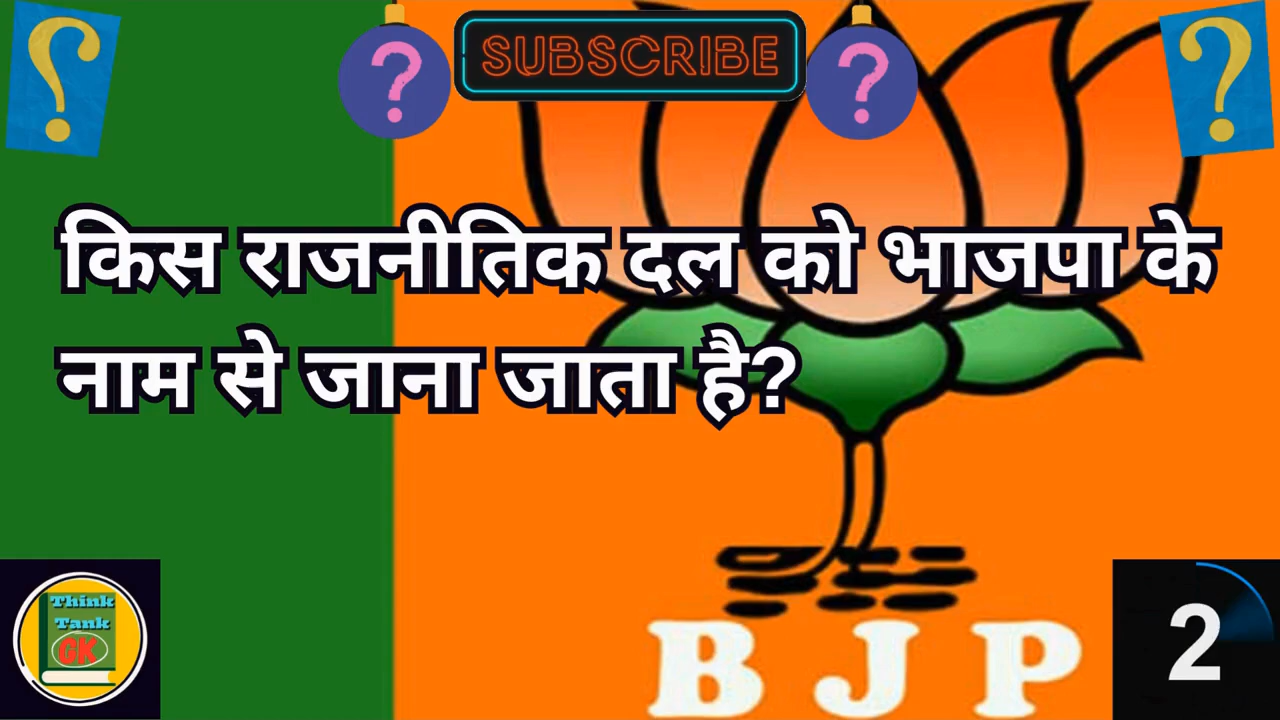 SUBSCRIBE
किस राजनीतिक दल को भाजपा के
नाम से जाना जाता है?
Think
Tank
GK
2
BJP